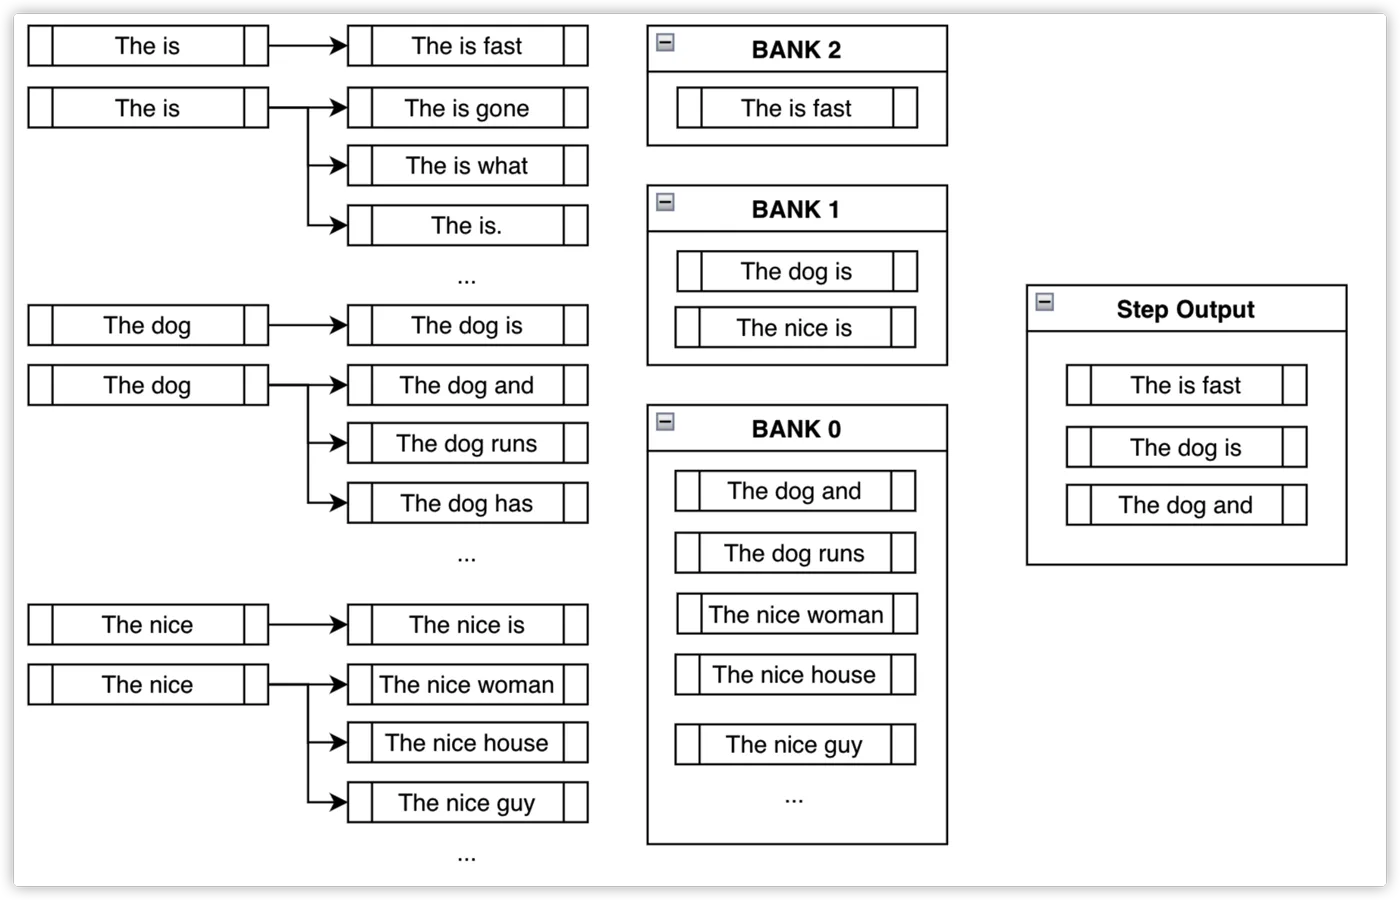 The is
The is fast
The is
The is gone
The is what
The is.
...
The dog
The dog is
The dog
The dog and
The dog runs
The dog has
...
The nice
The nice is
The nice
The nice woman
The nice house
The nice guy
...
BANK 2
The is fast
BANK 1
The dog is
The nice is
BANK 0
The dog and
The dog runs
The nice woman
The nice house
The nice guy
...
Step Output
The is fast
The dog is
The dog and